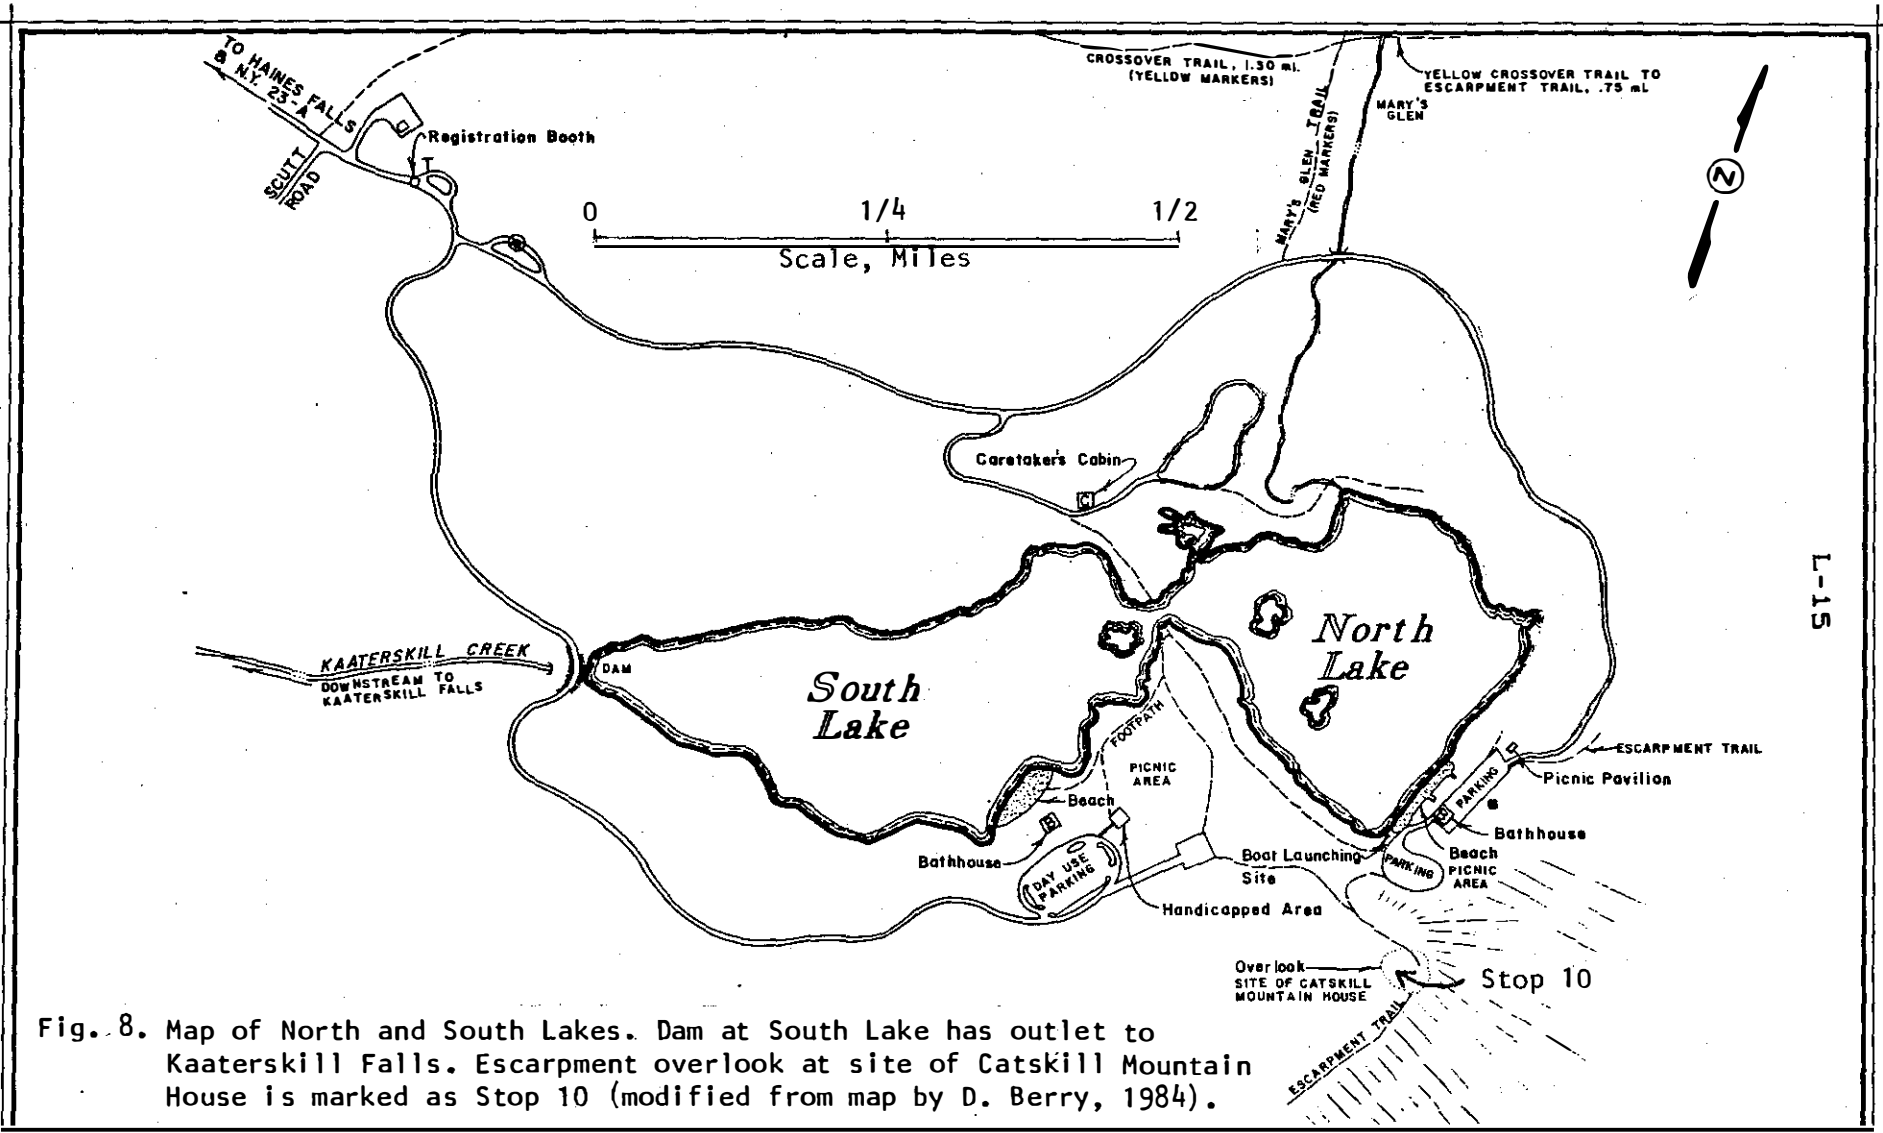 TO HAINES FALLS
& N.Y. 23-A
SCUTT
ROAD
Registration Booth
T
0 1/4 1/2
Scale, Miles
CROSSOVER TRAIL, 1.30 mi.
(YELLOW MARKERS)
MARY'S GLEN TRAIL
(RED MARKERS)
MARY'S
GLEN
YELLOW CROSSOVER TRAIL TO
ESCARPMENT TRAIL, .75 mi.
N
Caretaker's Cabin
C
North
Lake
South
Lake
DAM
KAATERSKILL CREEK
DOWNSTREAM TO
KAATERSKILL FALLS
FOOTPATH
PICNIC
AREA
Beach
B
Bathhouse
DAY USE
PARKING
Handicapped Area
Boat Launching
Site
PARKING
ESCARPMENT TRAIL
Picnic Pavilion
PARKING
B
Bathhouse
Beach
PICNIC
AREA
Overlook
SITE OF CATSKILL
MOUNTAIN HOUSE
Stop 10
ESCARPMENT TRAIL
L-15
Fig. 8. Map of North and South Lakes. Dam at South Lake has outlet to
Kaaterskill Falls. Escarpment overlook at site of Catskill Mountain
House is marked as Stop 10 (modified from map by D. Berry, 1984).